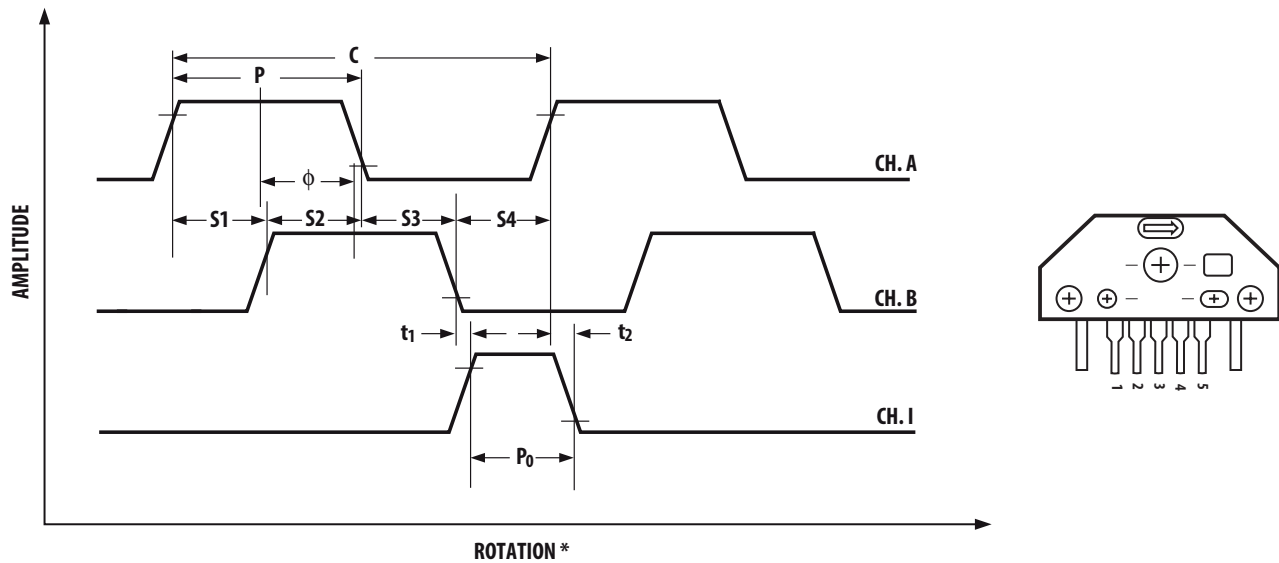 C
P
CH. A
ϕ
S1 S2 S3 S4
AMPLITUDE
CH. B
t1 t2
CH. I
P0
ROTATION *
1 2 3 4 5